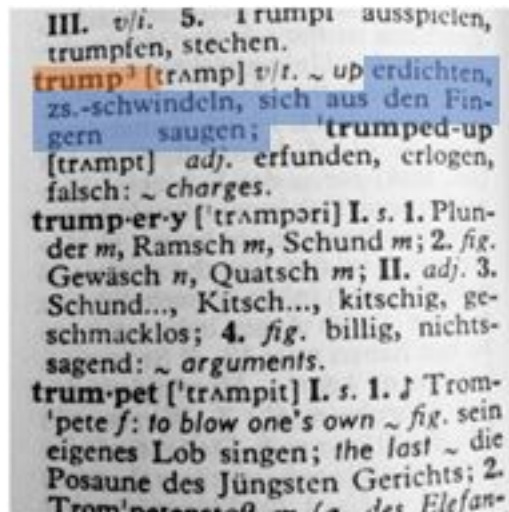 III. v/i. 5. Trumpf ausspielen,
trumpfen, stechen.
trump³ [trʌmp] v/t. ~ up erdichten,
zs.-schwindeln, sich aus den Fin-
gern saugen; 'trumped-up
[trʌmpt] adj. erfunden, erlogen,
falsch: ~ charges.
trump·er·y ['trʌmpəri] I. s. 1. Plun-
der m, Ramsch m, Schund m; 2. fig.
Gewäsch n, Quatsch m; II. adj. 3.
Schund..., Kitsch..., kitschig, ge-
schmacklos; 4. fig. billig, nichts-
sagend: ~ arguments.
trum·pet ['trʌmpit] I. s. 1. ♪ Trom-
'pete f: to blow one's own ~ fig. sein
eigenes Lob singen; the last ~ die
Posaune des Jüngsten Gerichts; 2.
des Elefan-